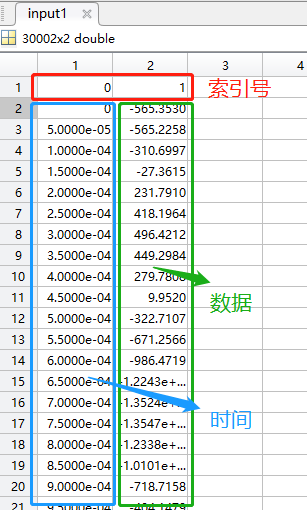 input1
30002x2 double
1 2 3 4
1 0 1 索引号
2 0 -565.3530
3 5.0000e-05 -565.2258
4 1.0000e-04 -310.6997
5 1.5000e-04 -27.3615
6 2.0000e-04 231.7910
7 2.5000e-04 418.1964
8 3.0000e-04 496.4212
9 3.5000e-04 449.2984
10 4.0000e-04 279.7808
11 4.5000e-04 9.9520 数据
12 5.0000e-04 -322.7107
13 5.5000e-04 -671.2566
14 6.0000e-04 -986.4719
15 6.5000e-04 -1.2243e+...
16 7.0000e-04 -1.3524e+... 时间
17 7.5000e-04 -1.3547e+...
18 8.0000e-04 -1.2338e+...
19 8.5000e-04 -1.0101e+...
20 9.0000e-04 -718.7158
21 9.5000e-04 -404.1479